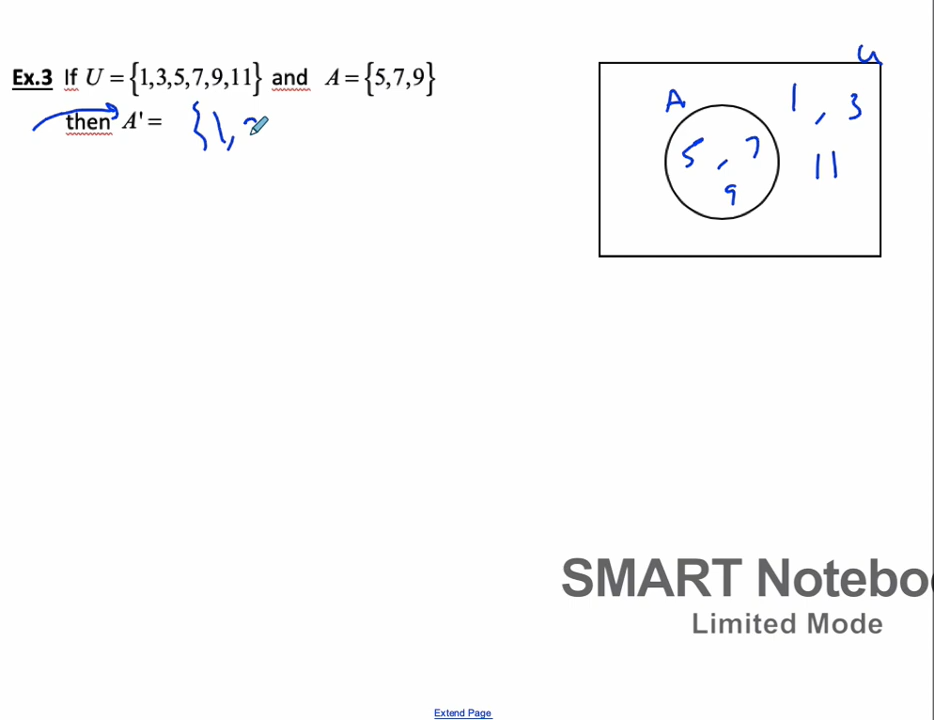 Ex.3 If U = {1,3,5,7,9,11} and A = {5,7,9}
then A' = {1,
U
A
1 , 3
5 , 7
11
9
SMART Notebo
Limited Mode
Extend Page